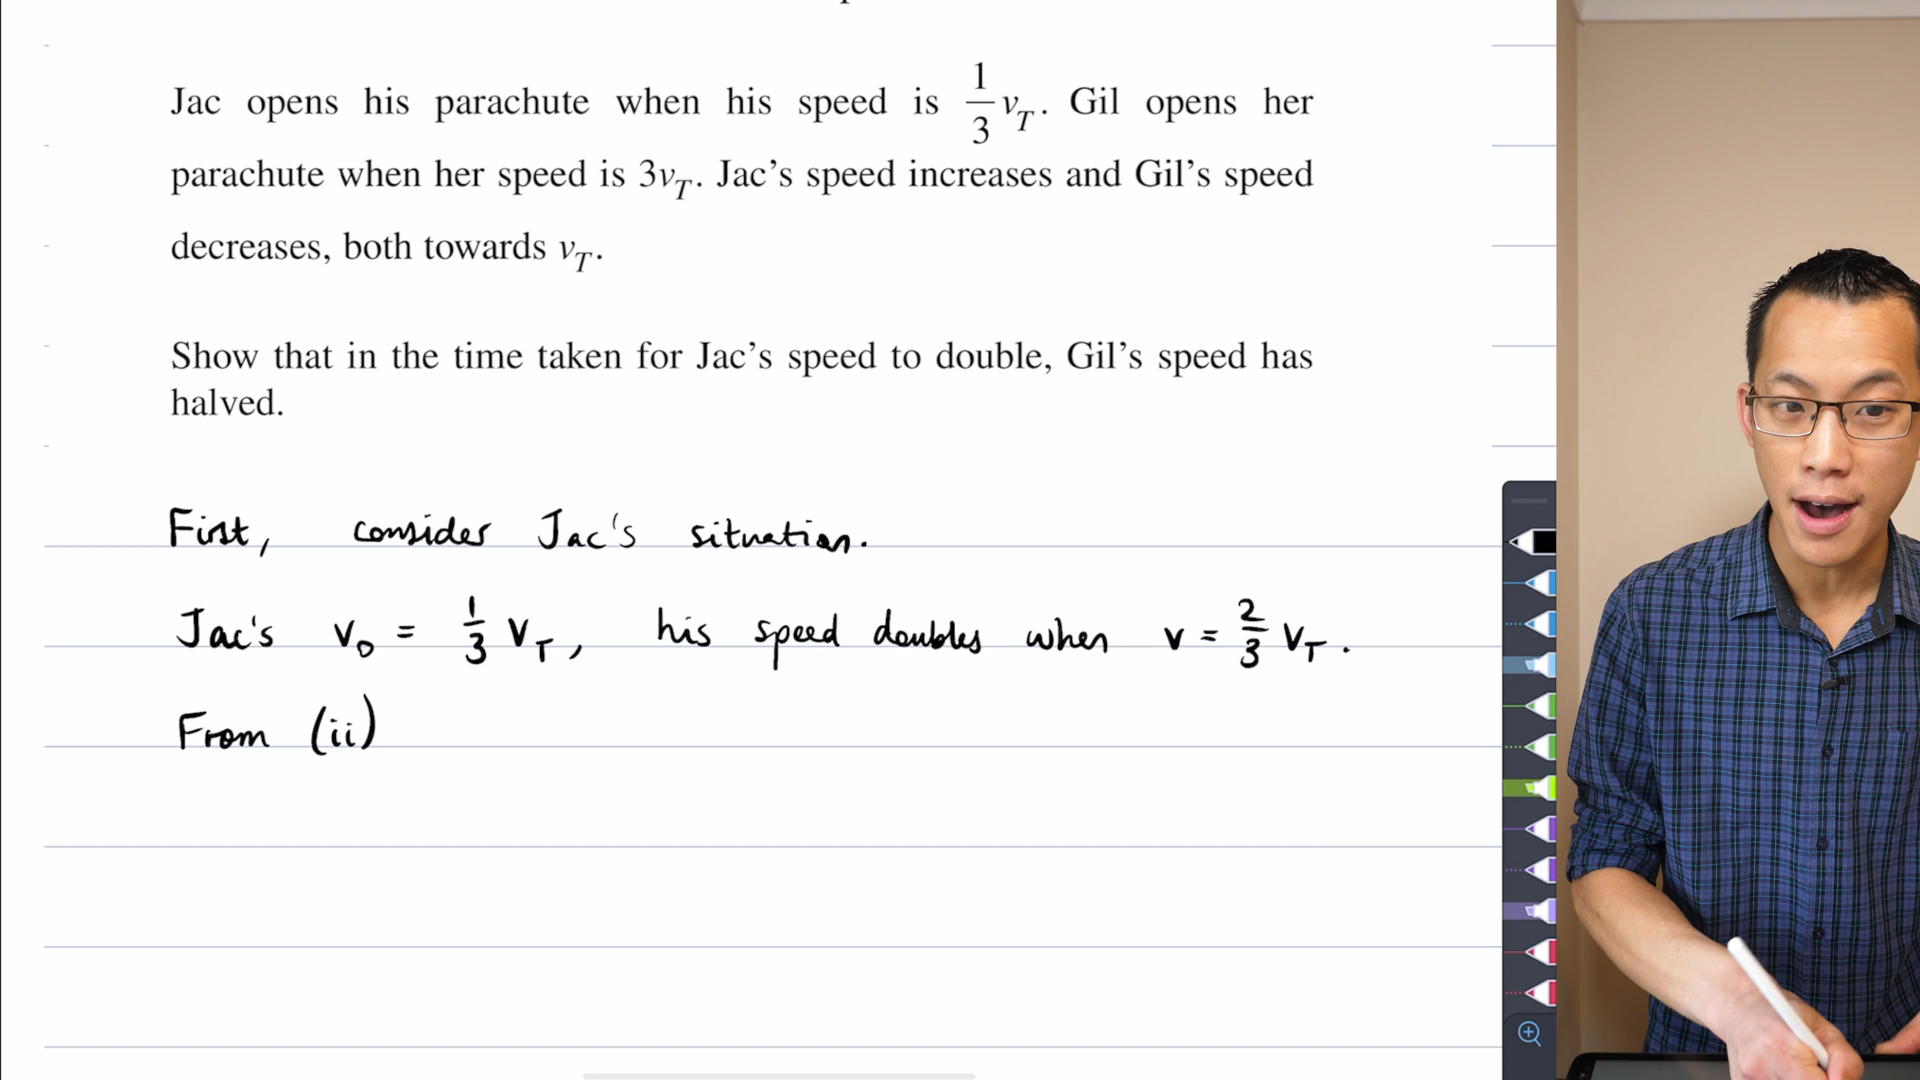 Jac opens his parachute when his speed is 1/3 v_T. Gil opens her
parachute when her speed is 3v_T. Jac's speed increases and Gil's speed
decreases, both towards v_T.
Show that in the time taken for Jac's speed to double, Gil's speed has
halved.
First, consider Jac's situation.
Jac's v_0 = 1/3 v_T, his speed doubles when v = 2/3 v_T.
From (ii)